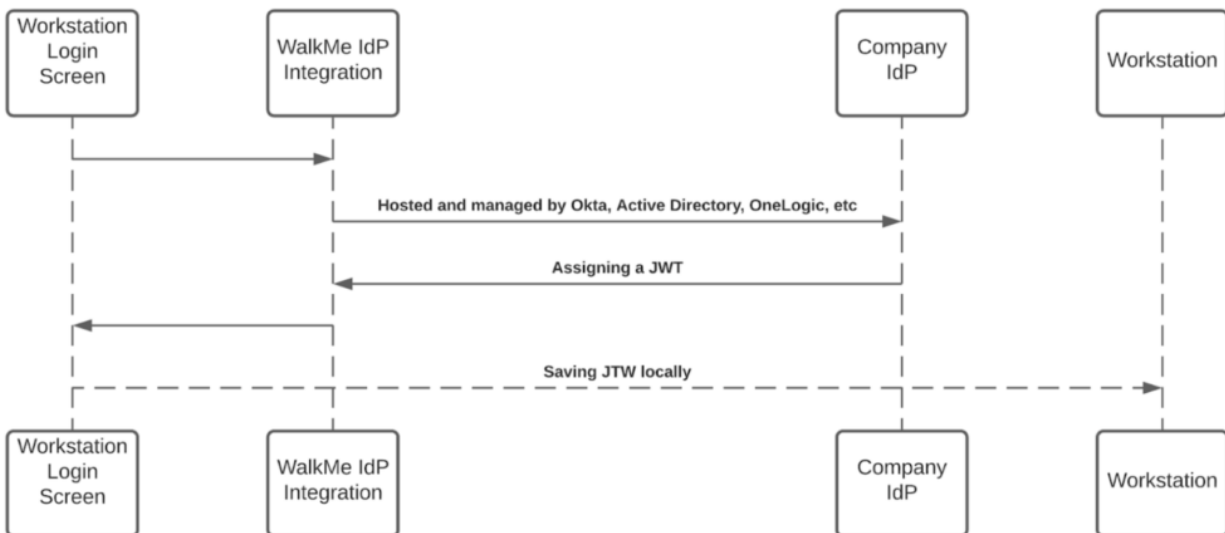 Workstation
Login
Screen
WalkMe IdP
Integration
Company
IdP
Workstation
Hosted and managed by Okta, Active Directory, OneLogic, etc
Assigning a JWT
Saving JTW locally
Workstation
Login
Screen
WalkMe IdP
Integration
Company
IdP
Workstation